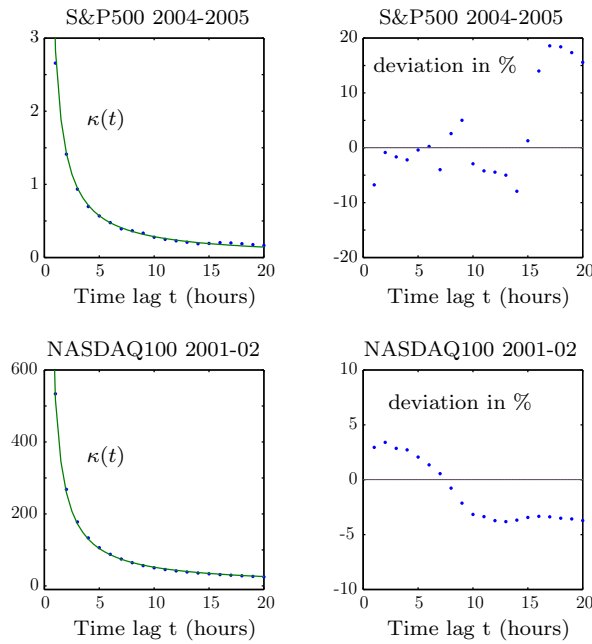 S&P500 2004-2005
3
2
1
0
κ(t)
0 5 10 15 20
Time lag t (hours)
S&P500 2004-2005
20
10
0
-10
-20
deviation in %
0 5 10 15 20
Time lag t (hours)
NASDAQ100 2001-02
600
400
200
0
κ(t)
0 5 10 15 20
Time lag t (hours)
NASDAQ100 2001-02
10
5
0
-5
-10
deviation in %
0 5 10 15 20
Time lag t (hours)